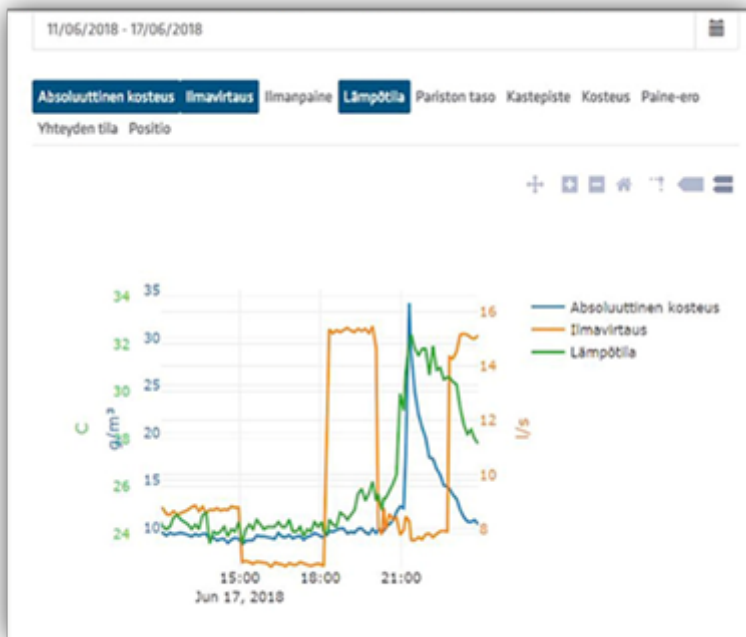 11/06/2018 - 17/06/2018
Absoluuttinen kosteus Ilmavirtaus Ilmanpaine Lämpötila Pariston taso Kastepiste Kosteus Paine-ero
Yhteyden tila Positio
34 35 16
32 30 14
30 25 12
28 20 10
26 15 8
24 10
C
g/m³
l/s
Absoluuttinen kosteus
Ilmavirtaus
Lämpötila
15:00 18:00 21:00
Jun 17, 2018